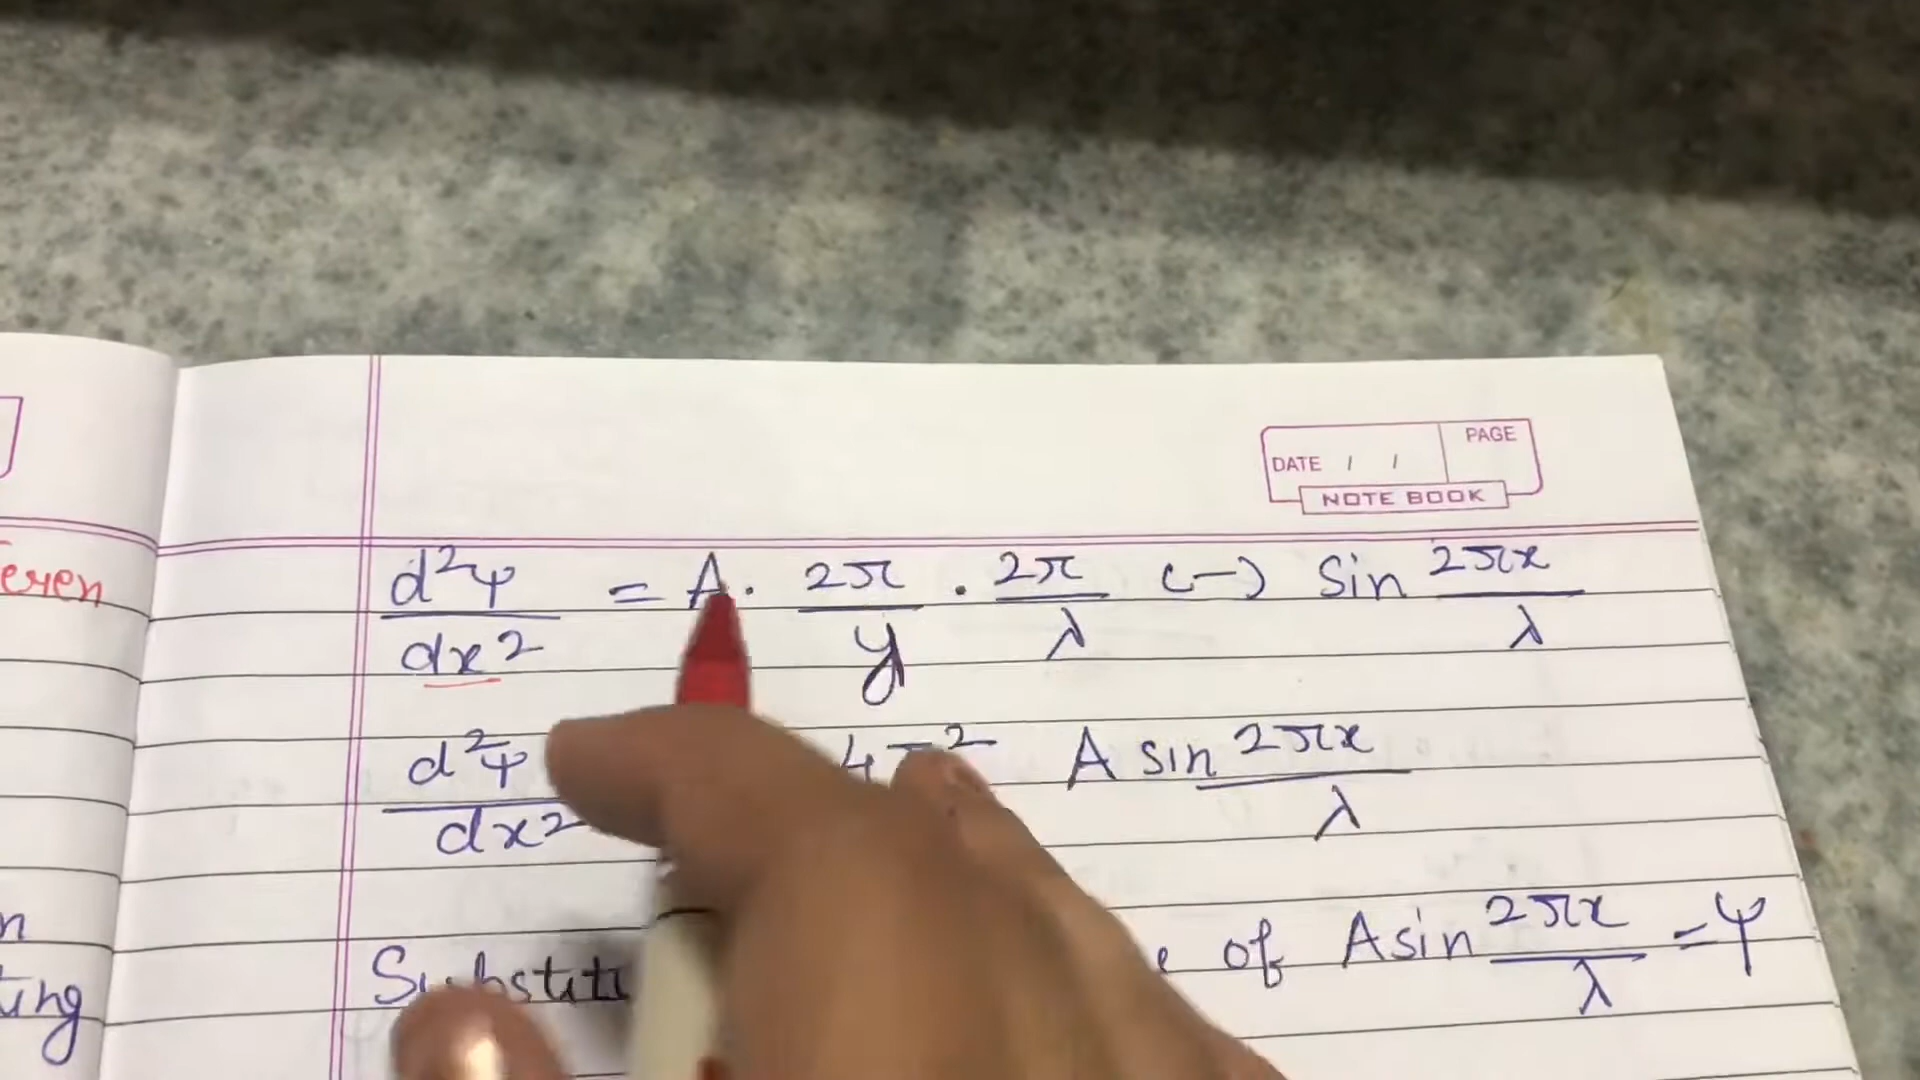 PAGE
DATE / /
NOTE BOOK
d²ψ/dx² = A. 2π/y . 2π/λ (-) Sin 2πx/λ
eren
d²ψ/dx² 4π² A sin 2πx/λ
n
of Asin 2πx/λ = ψ
ting